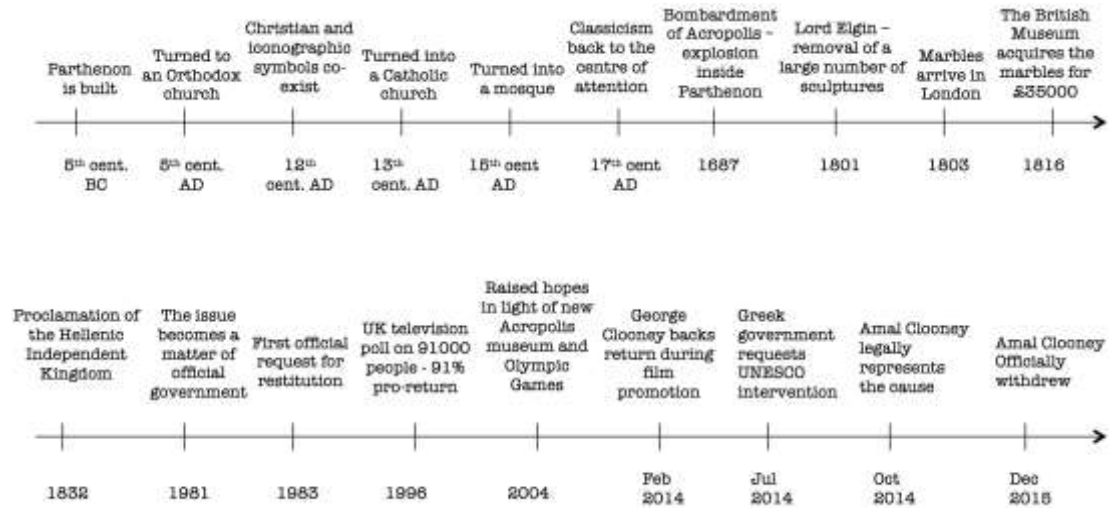 Parthenon
is built
5th cent.
BC
Turned to
an Orthodox
church
5th cent.
AD
Christian and
iconographic
symbols co-
exist
12th
cent. AD
Turned into
a Catholic
church
13th
cent. AD
Turned into
a mosque
15th cent
AD
Classicism
back to the
centre of
attention
17th cent
AD
Bombardment
of Acropolis –
explosion
inside
Parthenon
1687
Lord Elgin –
removal of a
large number of
sculptures
1801
Marbles
arrive in
London
1803
The British
Museum
acquires the
marbles for
£35000
1816
Proclamation of
the Hellenic
Independent
Kingdom
1832
The issue
becomes a
matter of
official
government
1981
First official
request for
restitution
1983
UK television
poll on 91000
people - 91%
pro-return
1996
Raised hopes
in light of new
Acropolis
museum and
Olympic
Games
2004
George
Clooney backs
return during
film
promotion
Feb
2014
Greek
government
requests
UNESCO
intervention
Jul
2014
Amal Clooney
legally
represents
the cause
Oct
2014
Amal Clooney
Officially
withdrew
Dec
2015